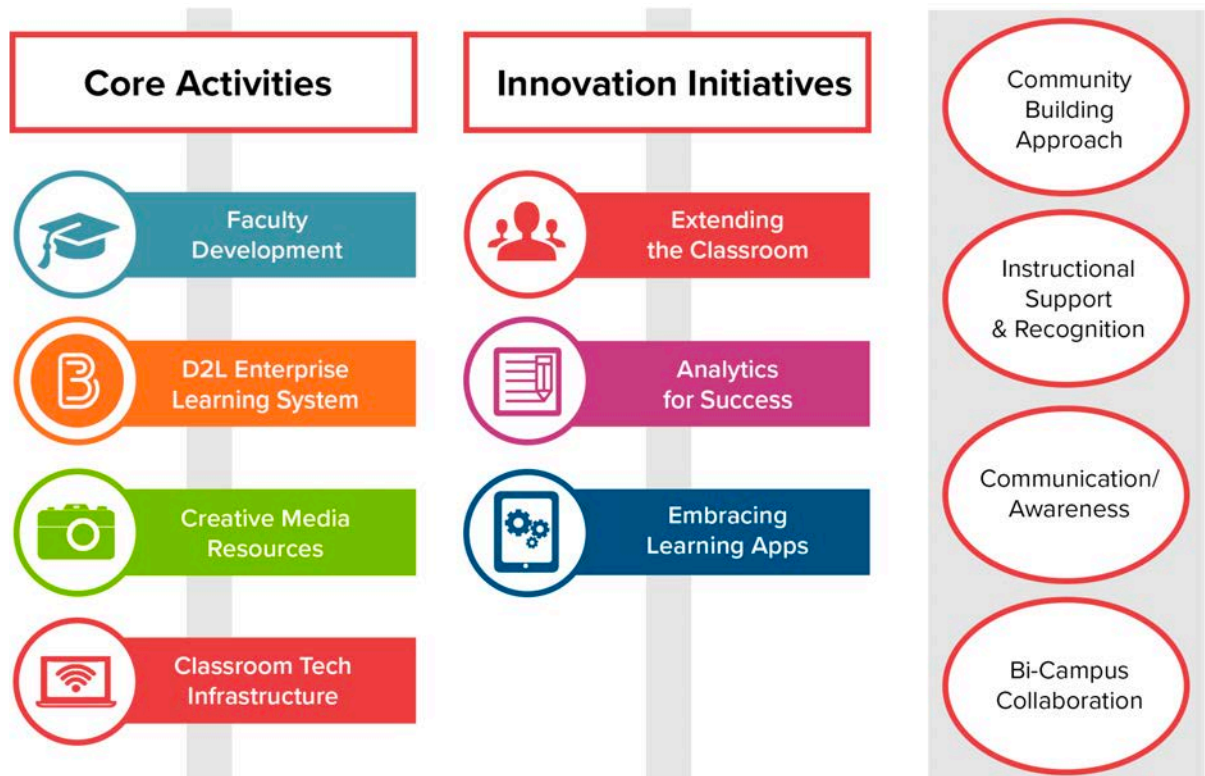 Core Activities
Faculty
Development
D2L Enterprise
Learning System
Creative Media
Resources
Classroom Tech
Infrastructure
Innovation Initiatives
Extending
the Classroom
Analytics
for Success
Embracing
Learning Apps
Community
Building
Approach
Instructional
Support
& Recognition
Communication/
Awareness
Bi-Campus
Collaboration